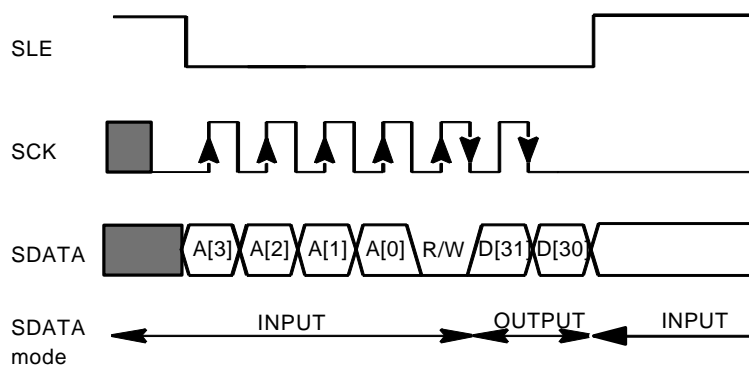 SLE
SCK
SDATA A[3] A[2] A[1] A[0] R/W D[31] D[30]
SDATA mode INPUT OUTPUT INPUT